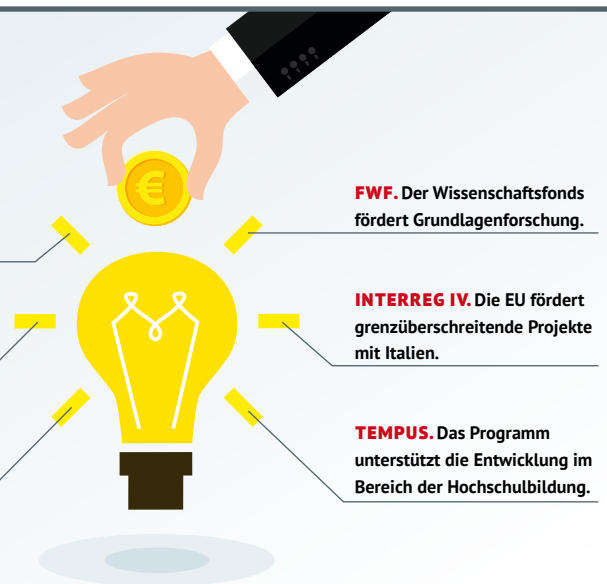 €
FWF. Der Wissenschaftsfonds
fördert Grundlagenforschung.
INTERREG IV. Die EU fördert
grenzüberschreitende Projekte
mit Italien.
TEMPUS. Das Programm
unterstützt die Entwicklung im
Bereich der Hochschulbildung.